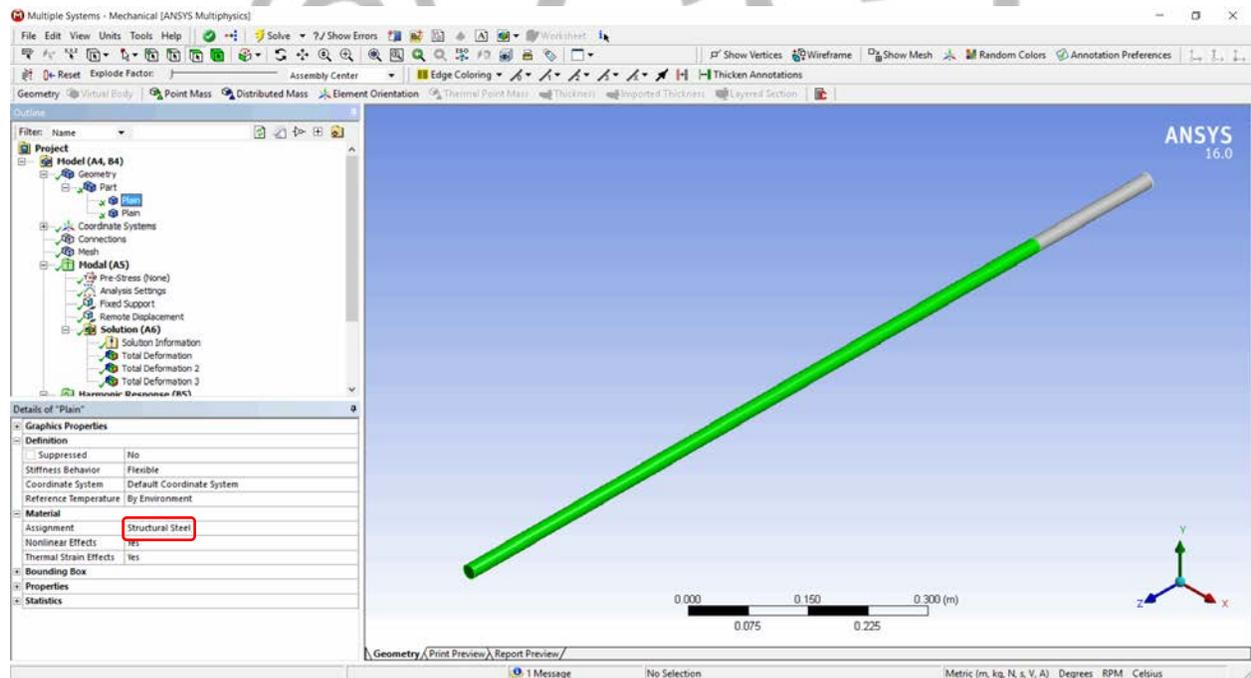 Multiple Systems - Mechanical [ANSYS Multiphysics]
File Edit View Units Tools Help Solve ?/ Show Errors Worksheet
Show Vertices Wireframe Show Mesh Random Colors Annotation Preferences
Reset Explode Factor: Assembly Center Edge Coloring Thicken Annotations
Geometry Virtual Body Point Mass Distributed Mass Element Orientation Thermal Point Mass Thickness Imported Thickness Layered Section
Outline
Filter: Name
Project
Model (A4, B4)
Geometry
Part
Plain
Plain
Coordinate Systems
Connections
Mesh
Modal (A5)
Pre-Stress (None)
Analysis Settings
Fixed Support
Remote Displacement
Solution (A6)
Solution Information
Total Deformation
Total Deformation 2
Total Deformation 3
Harmonic Response (B5)
Details of "Plain"
Graphics Properties
Definition
Suppressed No
Stiffness Behavior Flexible
Coordinate System Default Coordinate System
Reference Temperature By Environment
Material
Assignment Structural Steel
Nonlinear Effects Yes
Thermal Strain Effects Yes
Bounding Box
Properties
Statistics
ANSYS
16.0
0.000 0.150 0.300 (m)
0.075 0.225
Y
Z X
Geometry Print Preview Report Preview
1 Message No Selection Metric (m, kg, N, s, V, A) Degrees RPM Celsius